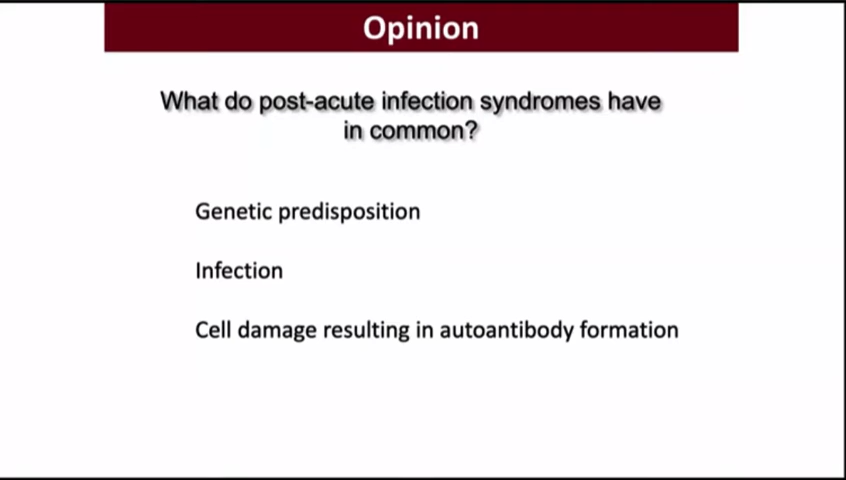 Opinion
What do post-acute infection syndromes have
in common?
Genetic predisposition
Infection
Cell damage resulting in autoantibody formation